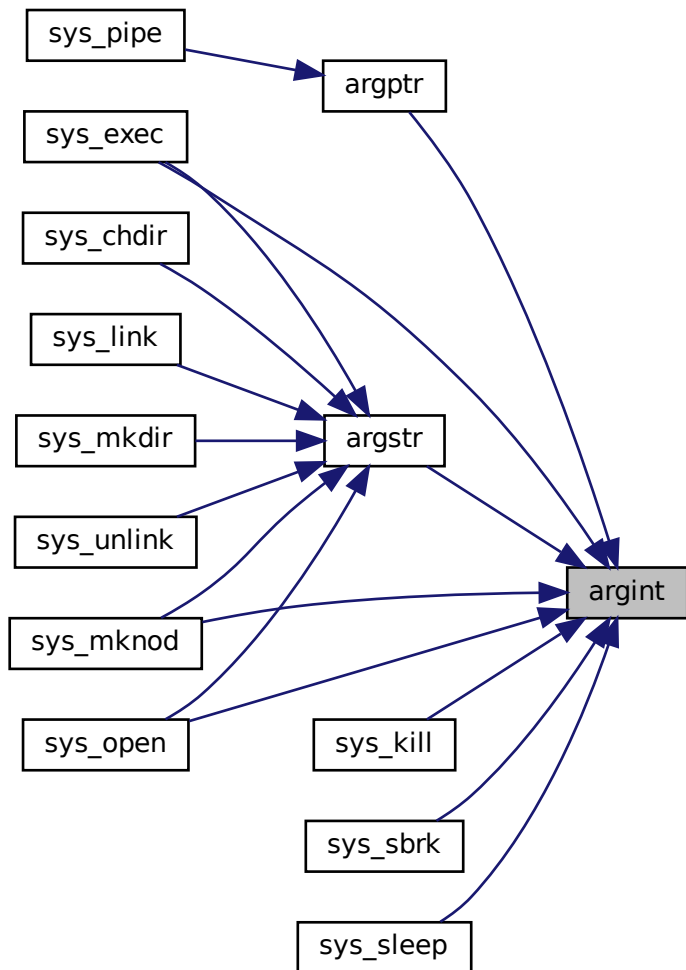 sys_pipe
argptr
sys_exec
sys_chdir
sys_link
argstr
sys_mkdir
sys_unlink
argint
sys_mknod
sys_open
sys_kill
sys_sbrk
sys_sleep